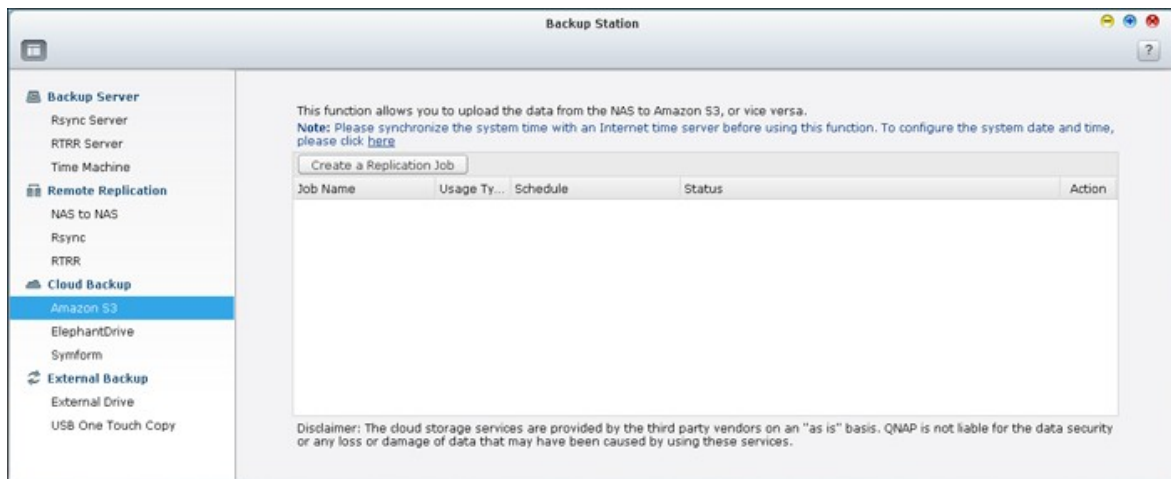 Backup Station
?
Backup Server
Rsync Server
RTRR Server
Time Machine
Remote Replication
NAS to NAS
Rsync
RTRR
Cloud Backup
Amazon S3
ElephantDrive
Symform
External Backup
External Drive
USB One Touch Copy
This function allows you to upload the data from the NAS to Amazon S3, or vice versa.
Note: Please synchronize the system time with an Internet time server before using this function. To configure the system date and time,
please click here
Create a Replication Job
Job Name Usage Ty... Schedule Status Action
Disclaimer: The cloud storage services are provided by the third party vendors on an "as is" basis. QNAP is not liable for the data security
or any loss or damage of data that may have been caused by using these services.